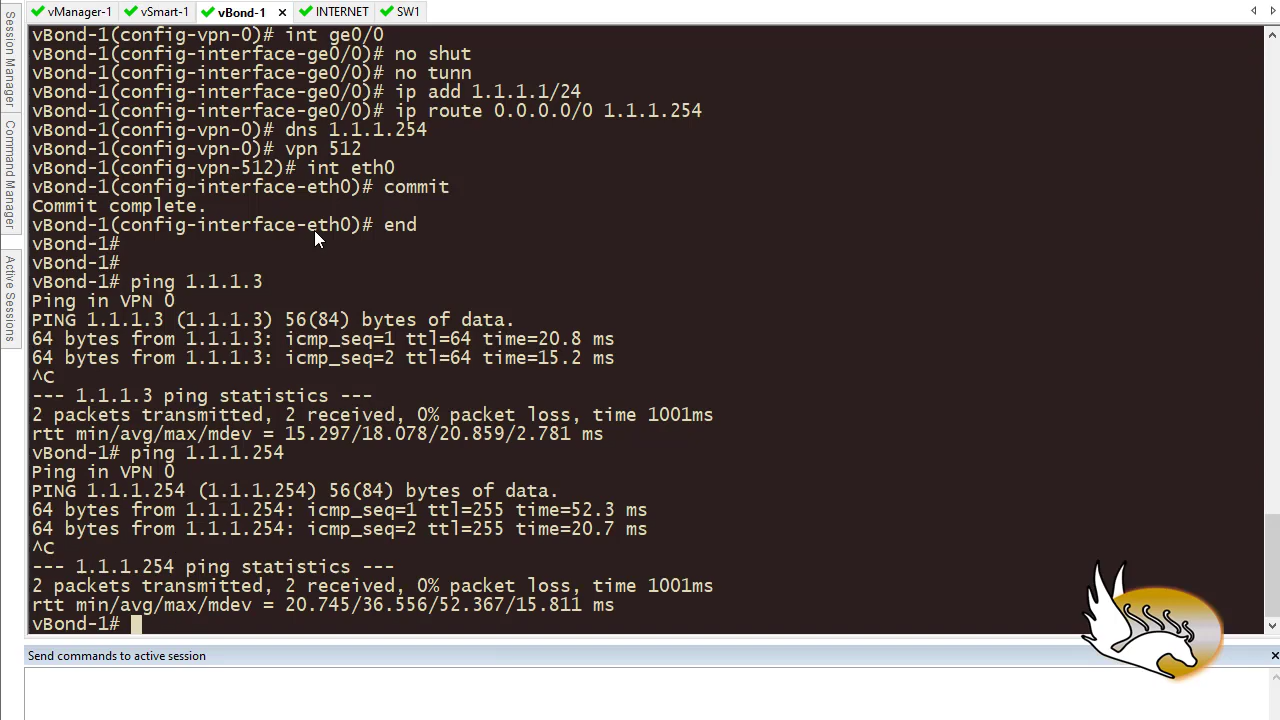 vManager-1 vSmart-1 vBond-1 INTERNET SW1
Session Manager
Command Manager
Active Sessions
vBond-1(config-vpn-0)# int ge0/0
vBond-1(config-interface-ge0/0)# no shut
vBond-1(config-interface-ge0/0)# no tunn
vBond-1(config-interface-ge0/0)# ip add 1.1.1.1/24
vBond-1(config-interface-ge0/0)# ip route 0.0.0.0/0 1.1.1.254
vBond-1(config-vpn-0)# dns 1.1.1.254
vBond-1(config-vpn-0)# vpn 512
vBond-1(config-vpn-512)# int eth0
vBond-1(config-interface-eth0)# commit
Commit complete.
vBond-1(config-interface-eth0)# end
vBond-1#
vBond-1#
vBond-1# ping 1.1.1.3
Ping in VPN 0
PING 1.1.1.3 (1.1.1.3) 56(84) bytes of data.
64 bytes from 1.1.1.3: icmp_seq=1 ttl=64 time=20.8 ms
64 bytes from 1.1.1.3: icmp_seq=2 ttl=64 time=15.2 ms
^C
--- 1.1.1.3 ping statistics ---
2 packets transmitted, 2 received, 0% packet loss, time 1001ms
rtt min/avg/max/mdev = 15.297/18.078/20.859/2.781 ms
vBond-1# ping 1.1.1.254
Ping in VPN 0
PING 1.1.1.254 (1.1.1.254) 56(84) bytes of data.
64 bytes from 1.1.1.254: icmp_seq=1 ttl=255 time=52.3 ms
64 bytes from 1.1.1.254: icmp_seq=2 ttl=255 time=20.7 ms
^C
--- 1.1.1.254 ping statistics ---
2 packets transmitted, 2 received, 0% packet loss, time 1001ms
rtt min/avg/max/mdev = 20.745/36.556/52.367/15.811 ms
vBond-1#
Send commands to active session